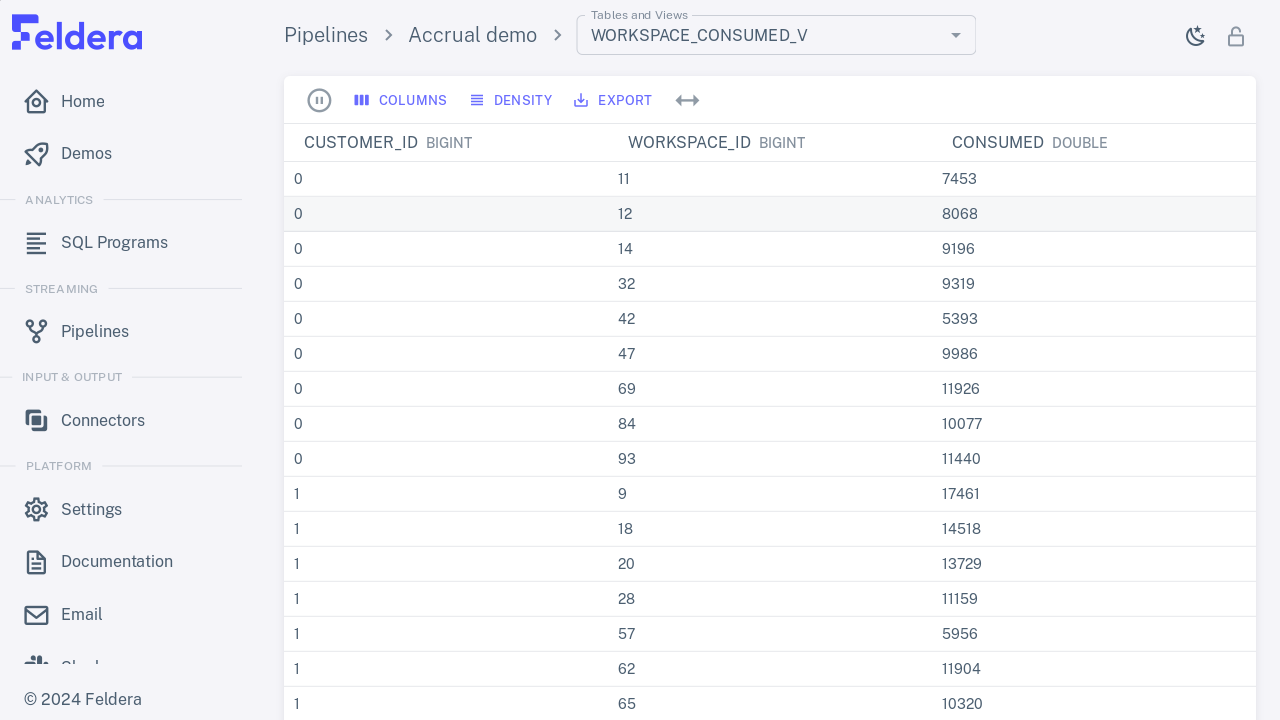 Feldera
Home
Demos
ANALYTICS
SQL Programs
STREAMING
Pipelines
INPUT & OUTPUT
Connectors
PLATFORM
Settings
Documentation
Email
© 2024 Feldera
Pipelines > Accrual demo >
Tables and Views
WORKSPACE_CONSUMED_V
COLUMNS DENSITY EXPORT
CUSTOMER_ID BIGINT WORKSPACE_ID BIGINT CONSUMED DOUBLE
0 11 7453
0 12 8068
0 14 9196
0 32 9319
0 42 5393
0 47 9986
0 69 11926
0 84 10077
0 93 11440
1 9 17461
1 18 14518
1 20 13729
1 28 11159
1 57 5956
1 62 11904
1 65 10320